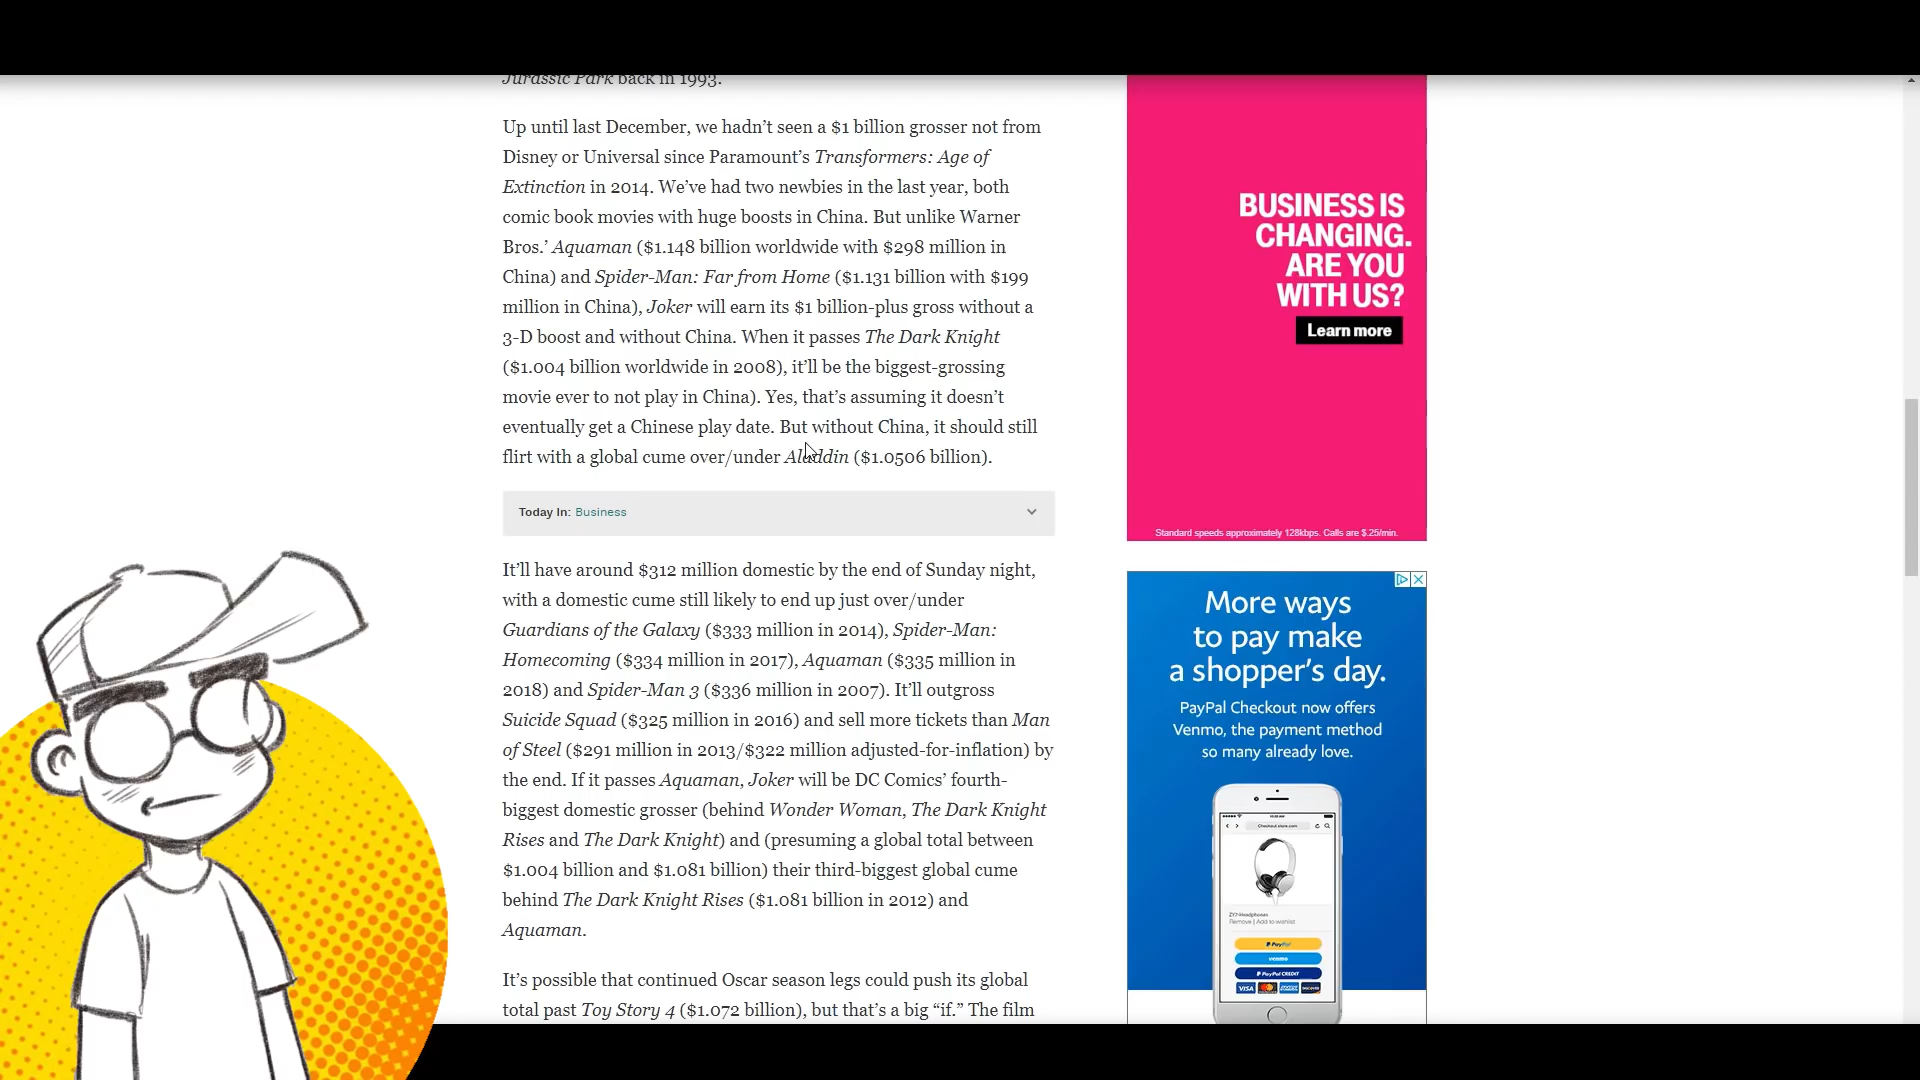 Jurassic Park back in 1993.
Up until last December, we hadn't seen a $1 billion grosser not from
Disney or Universal since Paramount's Transformers: Age of
Extinction in 2014. We've had two newbies in the last year, both
comic book movies with huge boosts in China. But unlike Warner
Bros.' Aquaman ($1.148 billion worldwide with $298 million in
China) and Spider-Man: Far from Home ($1.131 billion with $199
million in China), Joker will earn its $1 billion-plus gross without a
3-D boost and without China. When it passes The Dark Knight
($1.004 billion worldwide in 2008), it'll be the biggest-grossing
movie ever to not play in China). Yes, that's assuming it doesn't
eventually get a Chinese play date. But without China, it should still
flirt with a global cume over/under Aladdin ($1.0506 billion).
Today In: Business
It'll have around $312 million domestic by the end of Sunday night,
with a domestic cume still likely to end up just over/under
Guardians of the Galaxy ($333 million in 2014), Spider-Man:
Homecoming ($334 million in 2017), Aquaman ($335 million in
2018) and Spider-Man 3 ($336 million in 2007). It'll outgross
Suicide Squad ($325 million in 2016) and sell more tickets than Man
of Steel ($291 million in 2013/$322 million adjusted-for-inflation) by
the end. If it passes Aquaman, Joker will be DC Comics' fourth-
biggest domestic grosser (behind Wonder Woman, The Dark Knight
Rises and The Dark Knight) and (presuming a global total between
$1.004 billion and $1.081 billion) their third-biggest global cume
behind The Dark Knight Rises ($1.081 billion in 2012) and
Aquaman.
It's possible that continued Oscar season legs could push its global
total past Toy Story 4 ($1.072 billion), but that's a big "if." The film
BUSINESS IS
CHANGING.
ARE YOU
WITH US?
Learn more
Standard speeds approximately 128kbps. Calls are $.25/min.
More ways
to pay make
a shopper's day.
PayPal Checkout now offers
Venmo, the payment method
so many already love.
Checkout.store.com
ZY7-Headphones
Remove | Add to wishlist
PayPal
venmo
PayPal CREDIT
VISA
DISCOVER